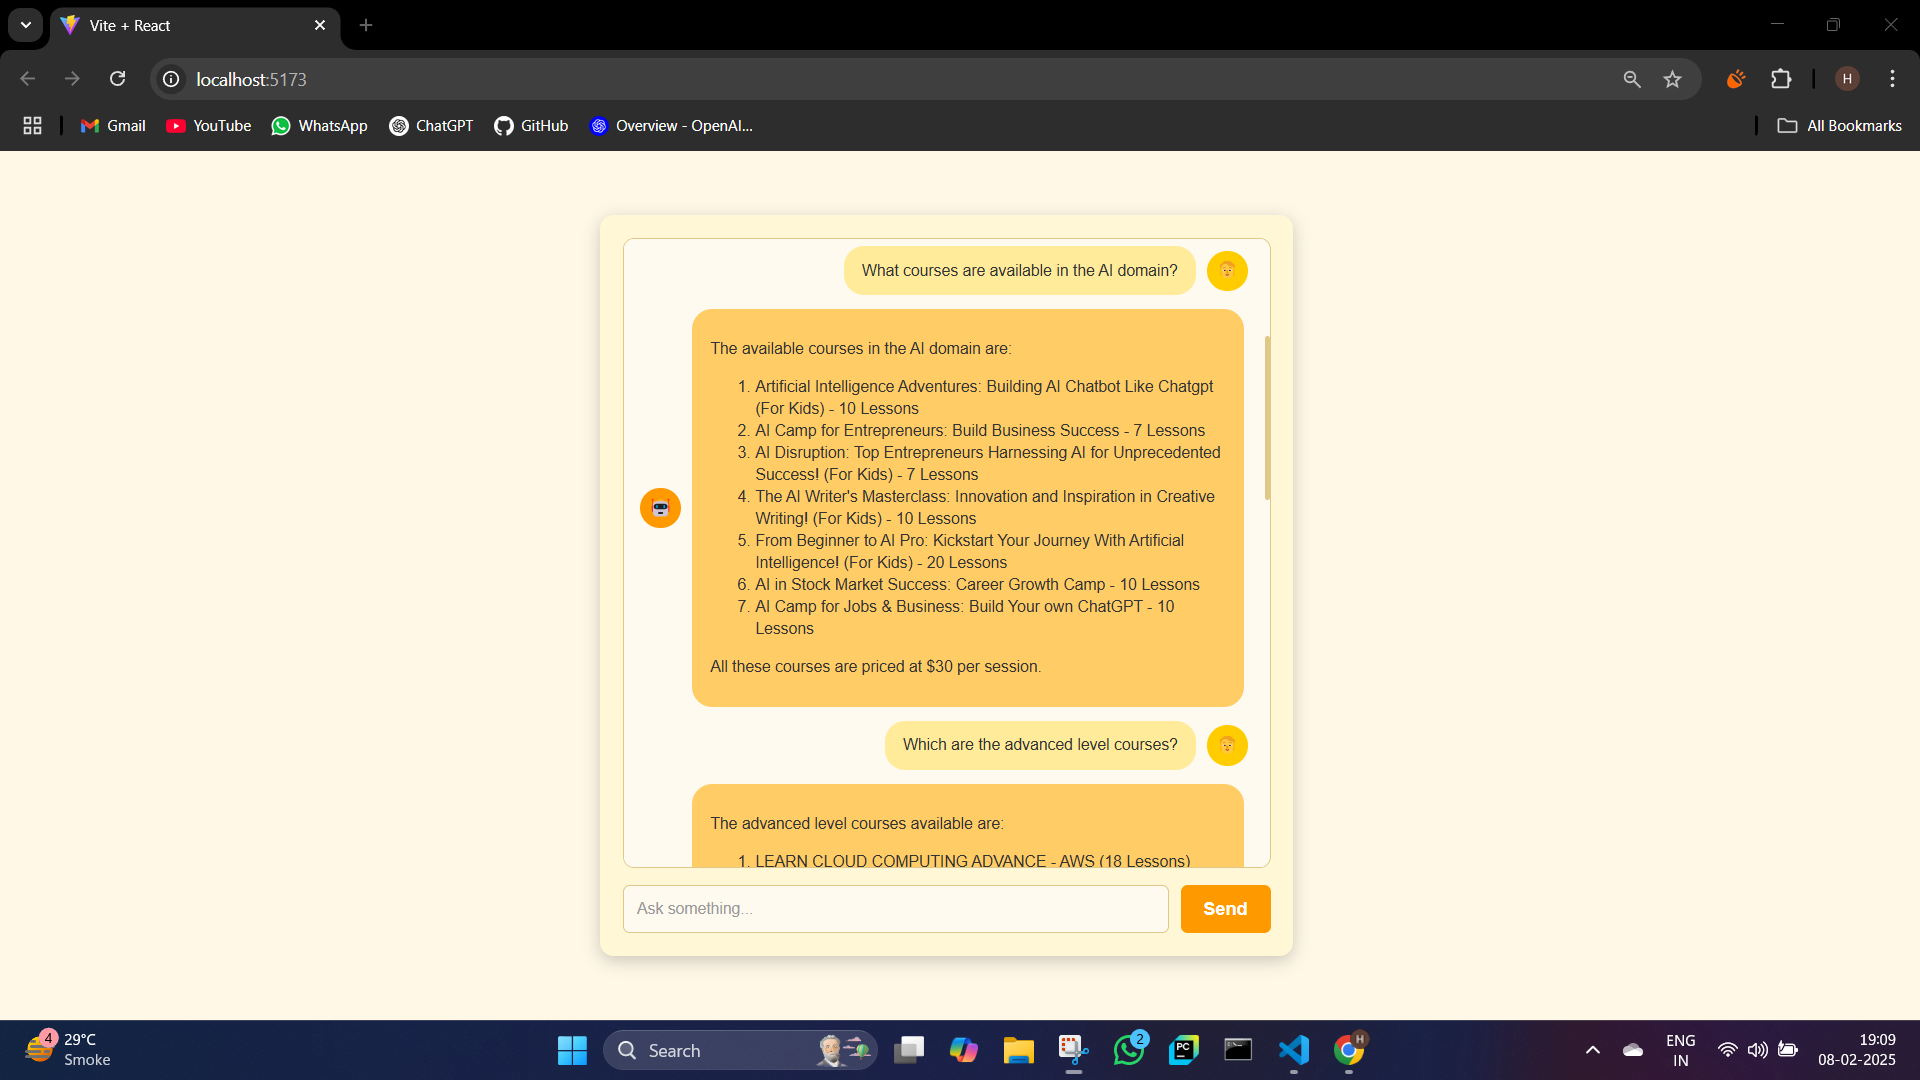 Vite + React
localhost:5173
H
Gmail
YouTube
WhatsApp
ChatGPT
GitHub
Overview - OpenAI...
All Bookmarks
What courses are available in the AI domain?
The available courses in the AI domain are:
1. Artificial Intelligence Adventures: Building AI Chatbot Like Chatgpt
(For Kids) - 10 Lessons
2. AI Camp for Entrepreneurs: Build Business Success - 7 Lessons
3. AI Disruption: Top Entrepreneurs Harnessing AI for Unprecedented
Success! (For Kids) - 7 Lessons
4. The AI Writer's Masterclass: Innovation and Inspiration in Creative
Writing! (For Kids) - 10 Lessons
5. From Beginner to AI Pro: Kickstart Your Journey With Artificial
Intelligence! (For Kids) - 20 Lessons
6. AI in Stock Market Success: Career Growth Camp - 10 Lessons
7. AI Camp for Jobs & Business: Build Your own ChatGPT - 10
Lessons
All these courses are priced at $30 per session.
Which are the advanced level courses?
The advanced level courses available are:
1. LEARN CLOUD COMPUTING ADVANCE - AWS (18 Lessons)
Ask something...
Send
4
29°C
Smoke
Search
2
PC
H
ENG
IN
19:09
08-02-2025